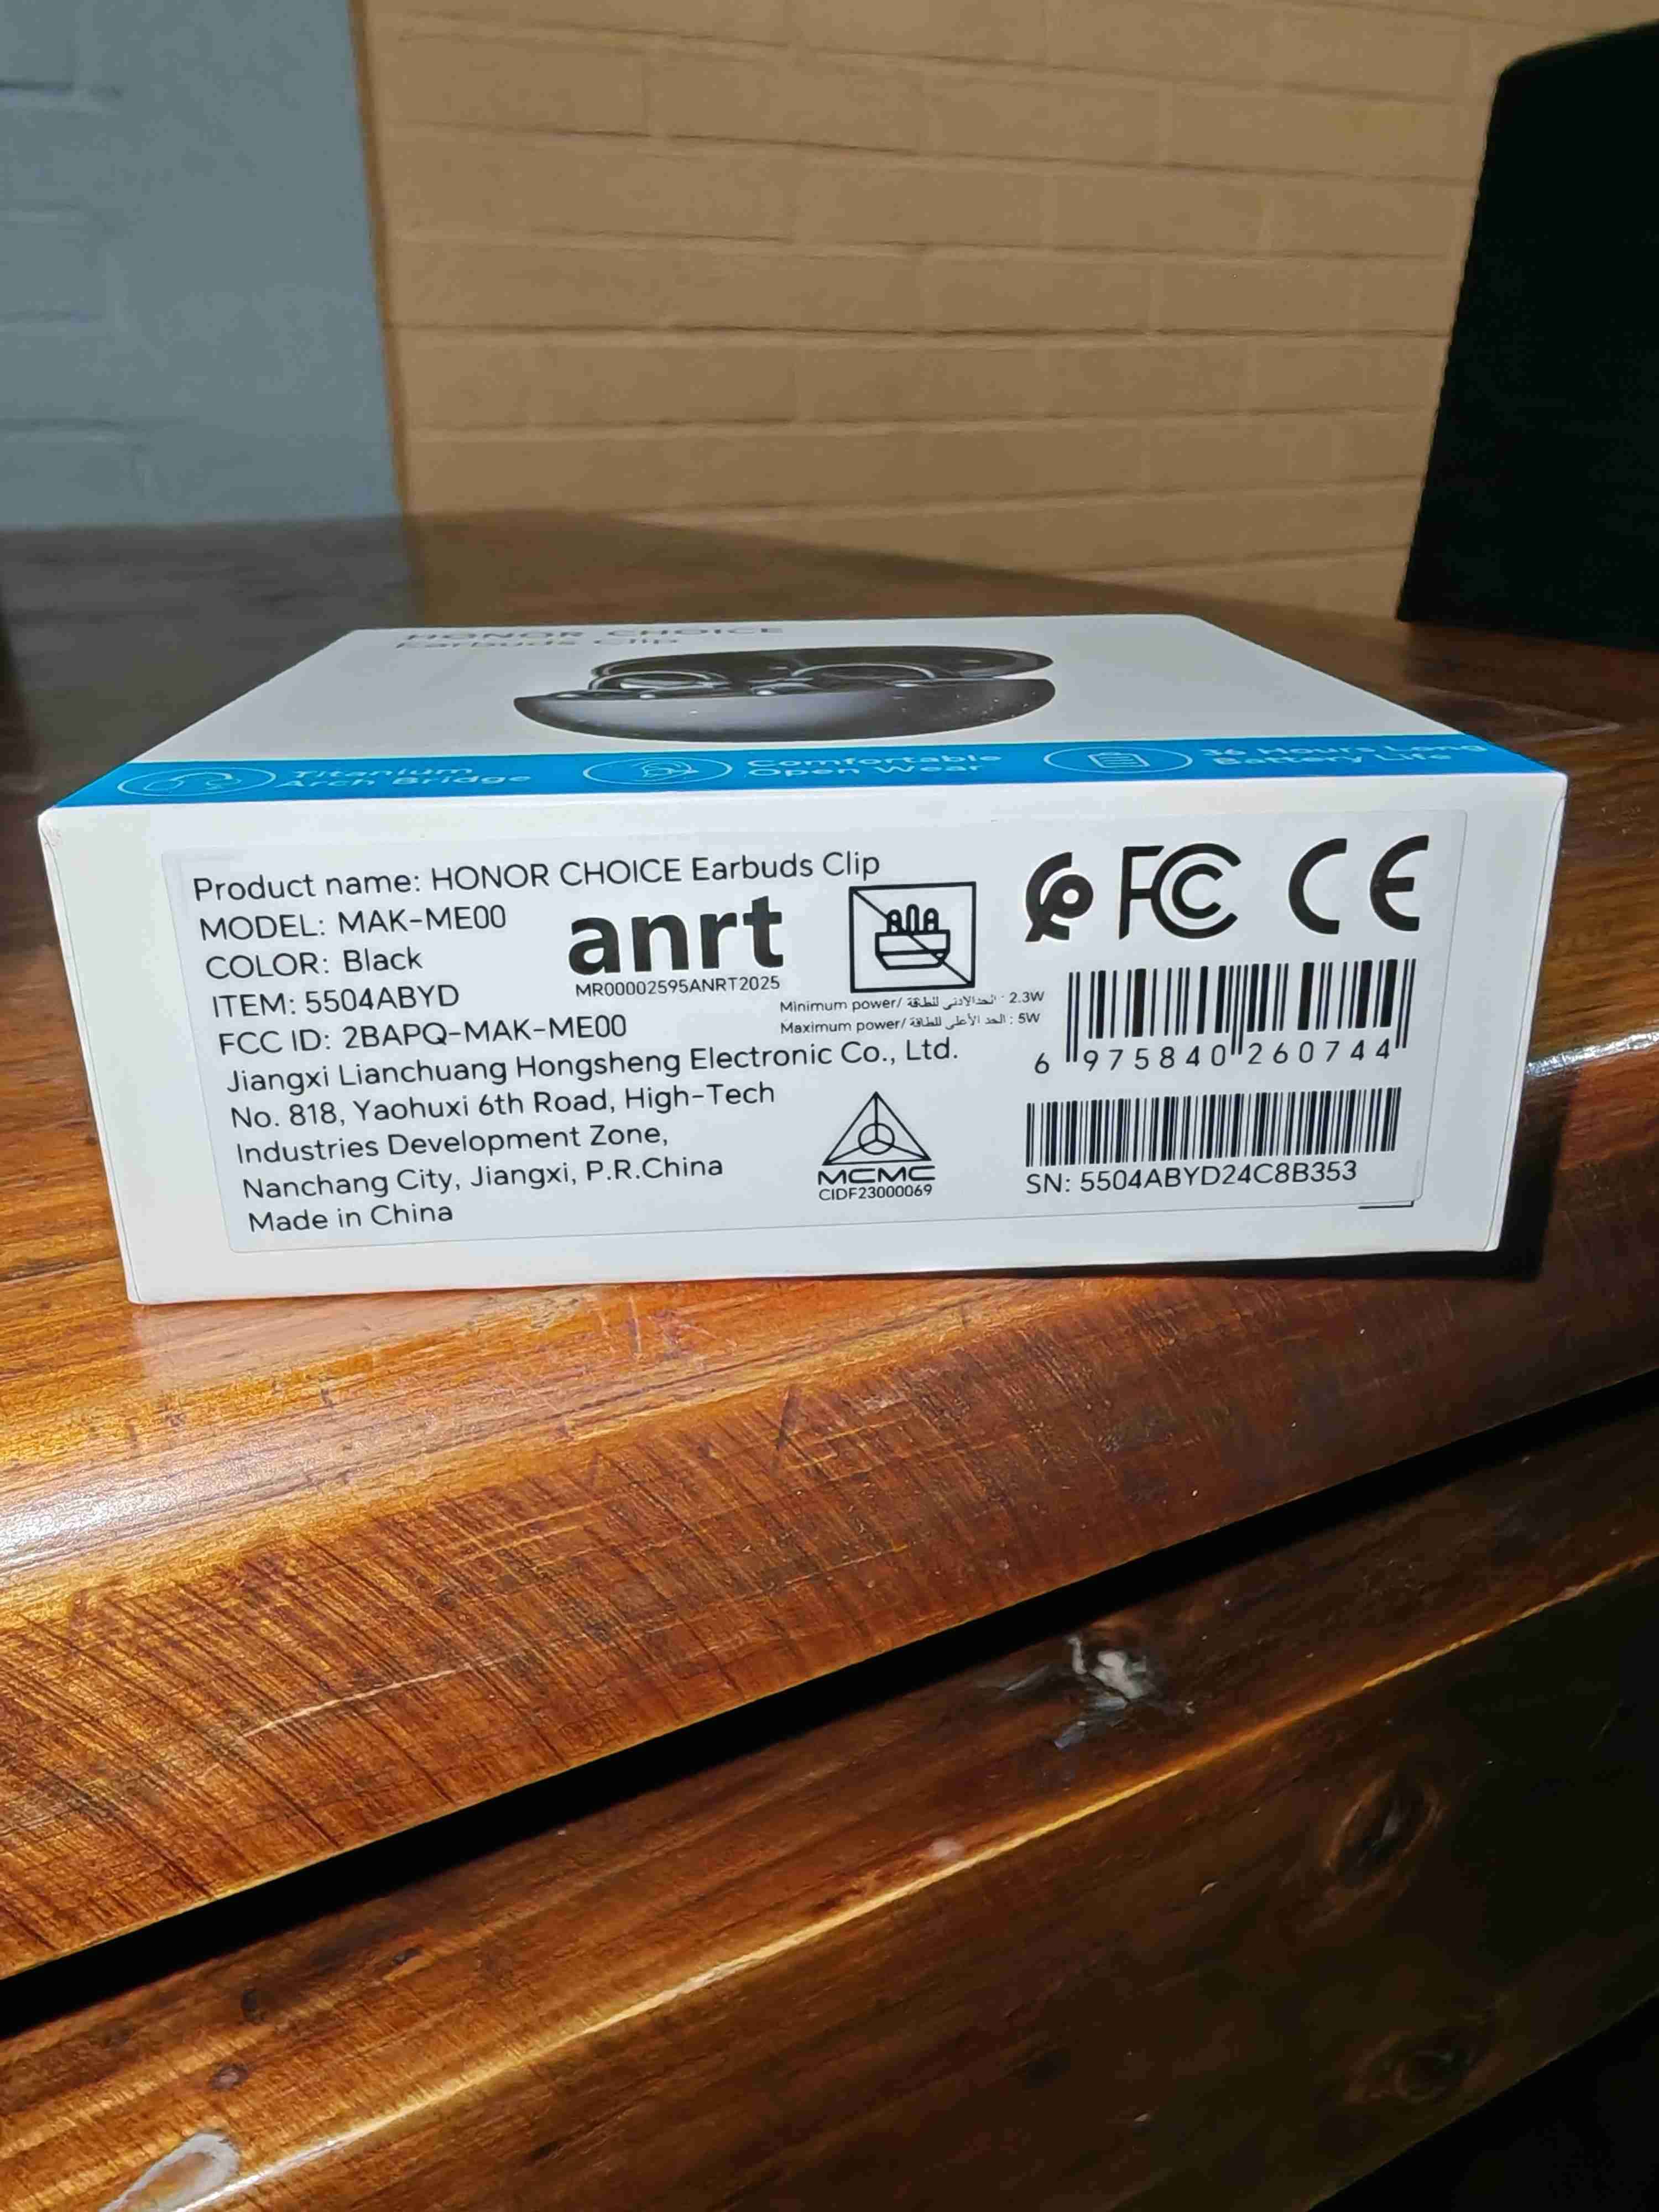 HONOR CHOICE
Earbuds Clip
Titanium
Arch Bridge
Comfortable
Open Wear
36 Hours Long
Battery Life
Product name: HONOR CHOICE Earbuds Clip
MODEL: MAK-ME00
COLOR: Black
ITEM: 5504ABYD
FCC ID: 2BAPQ-MAK-ME00
Jiangxi Lianchuang Hongsheng Electronic Co., Ltd.
No. 818, Yaohuxi 6th Road, High-Tech
Industries Development Zone,
Nanchang City, Jiangxi, P.R.China
Made in China
anrt
MR00002595ANRT2025
Minimum power/ الحد الادنى للطاقة : 2.3W
Maximum power/ الحد الأعلى للطاقة : 5W
MCMC
CIDF23000069
FC CE
6 975840 260744
SN: 5504ABYD24C8B353